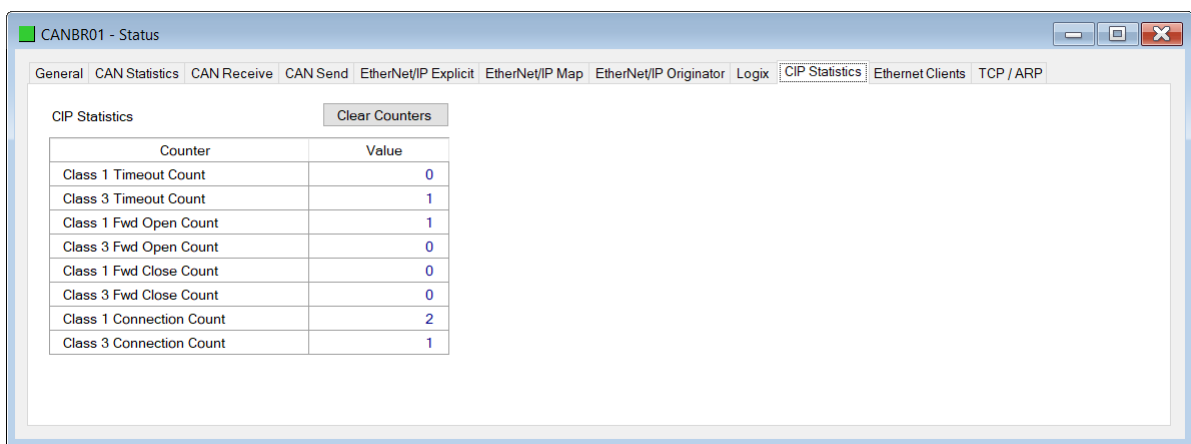 CANBR01 - Status
General CAN Statistics CAN Receive CAN Send EtherNet/IP Explicit EtherNet/IP Map EtherNet/IP Originator Logix CIP Statistics Ethernet Clients TCP / ARP
CIP Statistics Clear Counters
Counter Value
Class 1 Timeout Count 0
Class 3 Timeout Count 1
Class 1 Fwd Open Count 1
Class 3 Fwd Open Count 0
Class 1 Fwd Close Count 0
Class 3 Fwd Close Count 0
Class 1 Connection Count 2
Class 3 Connection Count 1